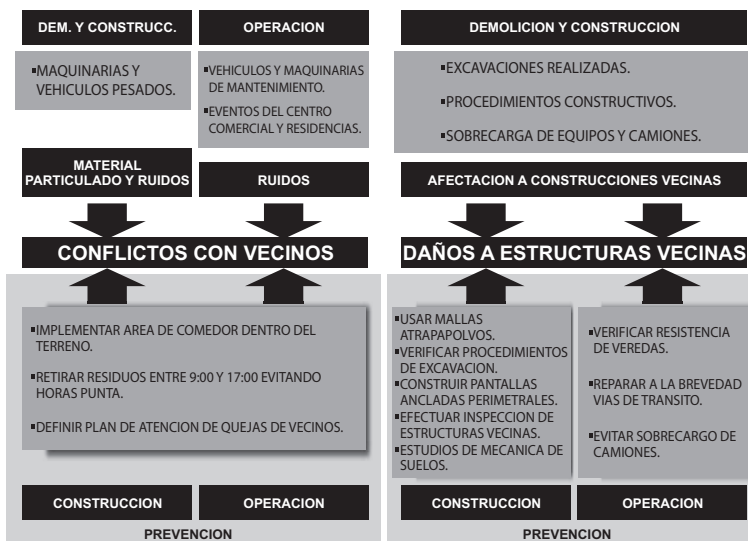 DEM. Y CONSTRUCC.
OPERACION
▪MAQUINARIAS Y
VEHICULOS PESADOS.
▪VEHICULOS Y MAQUINARIAS
DE MANTENIMIENTO.
▪EVENTOS DEL CENTRO
COMERCIAL Y RESIDENCIAS.
MATERIAL
PARTICULADO Y RUIDOS
RUIDOS
CONFLICTOS CON VECINOS
▪IMPLEMENTAR AREA DE COMEDOR DENTRO DEL
TERRENO.
▪RETIRAR RESIDUOS ENTRE 9:00 Y 17:00 EVITANDO
HORAS PUNTA.
▪DEFINIR PLAN DE ATENCION DE QUEJAS DE VECINOS.
CONSTRUCCION
OPERACION
PREVENCION
DEMOLICION Y CONSTRUCCION
▪EXCAVACIONES REALIZADAS.
▪PROCEDIMIENTOS CONSTRUCTIVOS.
▪SOBRECARGA DE EQUIPOS Y CAMIONES.
AFECTACION A CONSTRUCCIONES VECINAS
DAÑOS A ESTRUCTURAS VECINAS
▪USAR MALLAS
ATRAPAPOLVOS.
▪VERIFICAR PROCEDIMIENTOS
DE EXCAVACION.
▪CONSTRUIR PANTALLAS
ANCLADAS PERIMETRALES.
▪EFECTUAR INSPECCION DE
ESTRUCTURAS VECINAS.
▪ESTUDIOS DE MECANICA DE
SUELOS.
▪VERIFICAR RESISTENCIA
DE VEREDAS.
▪REPARAR A LA BREVEDAD
VIAS DE TRANSITO.
▪EVITAR SOBRECARGO DE
CAMIONES.
CONSTRUCCION
OPERACION
PREVENCION